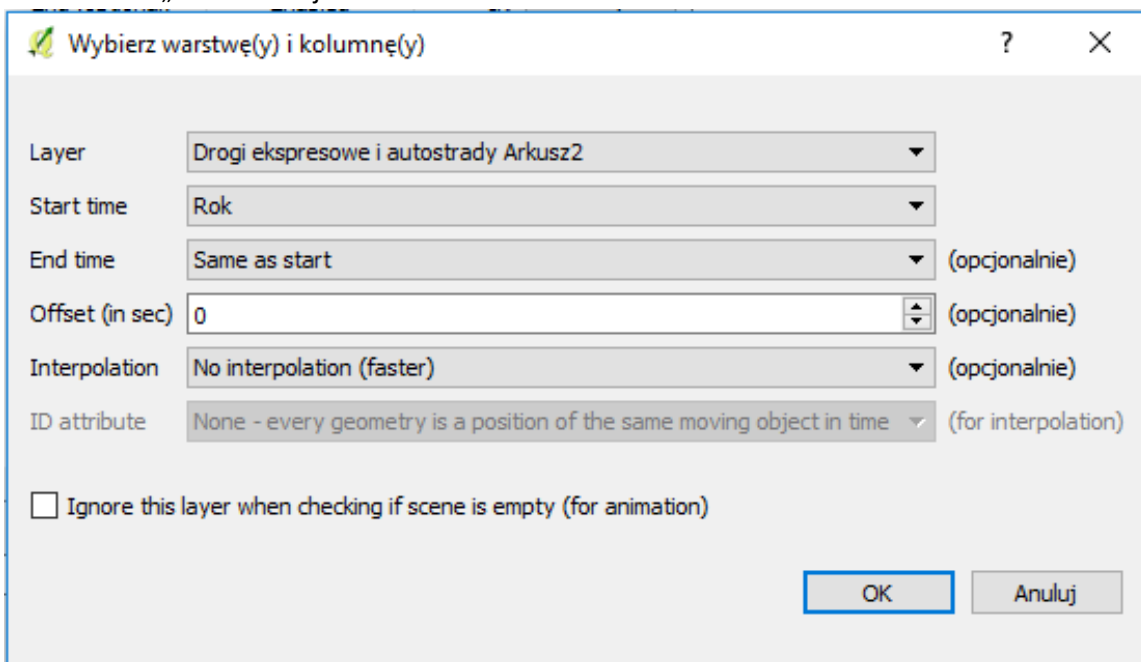 Wybierz warstwę(y) i kolumnę(y) ?
Layer Drogi ekspresowe i autostrady Arkusz2
Start time Rok
End time Same as start (opcjonalnie)
Offset (in sec) 0 (opcjonalnie)
Interpolation No interpolation (faster) (opcjonalnie)
ID attribute None - every geometry is a position of the same moving object in time (for interpolation)
Ignore this layer when checking if scene is empty (for animation)
OK Anuluj